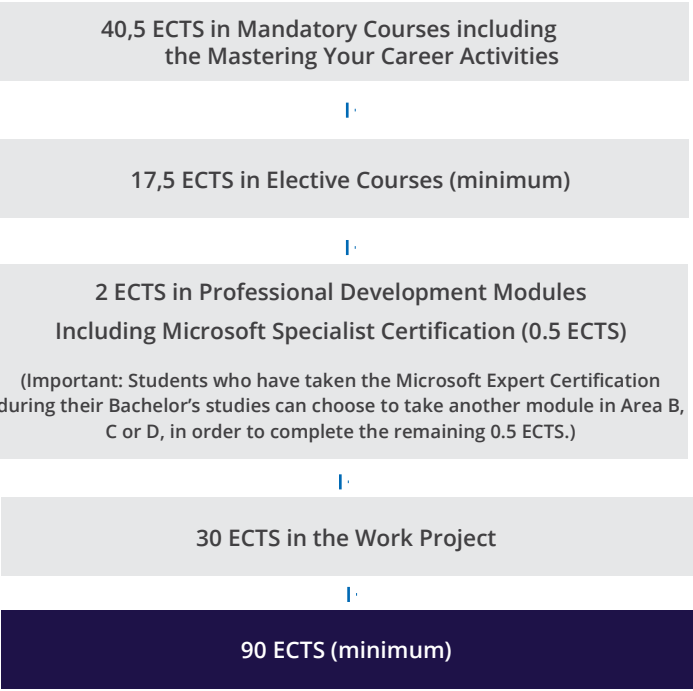 40,5 ECTS in Mandatory Courses including
the Mastering Your Career Activities
17,5 ECTS in Elective Courses (minimum)
2 ECTS in Professional Development Modules
Including Microsoft Specialist Certification (0.5 ECTS)
(Important: Students who have taken the Microsoft Expert Certification
during their Bachelor’s studies can choose to take another module in Area B,
C or D, in order to complete the remaining 0.5 ECTS.)
30 ECTS in the Work Project
90 ECTS (minimum)